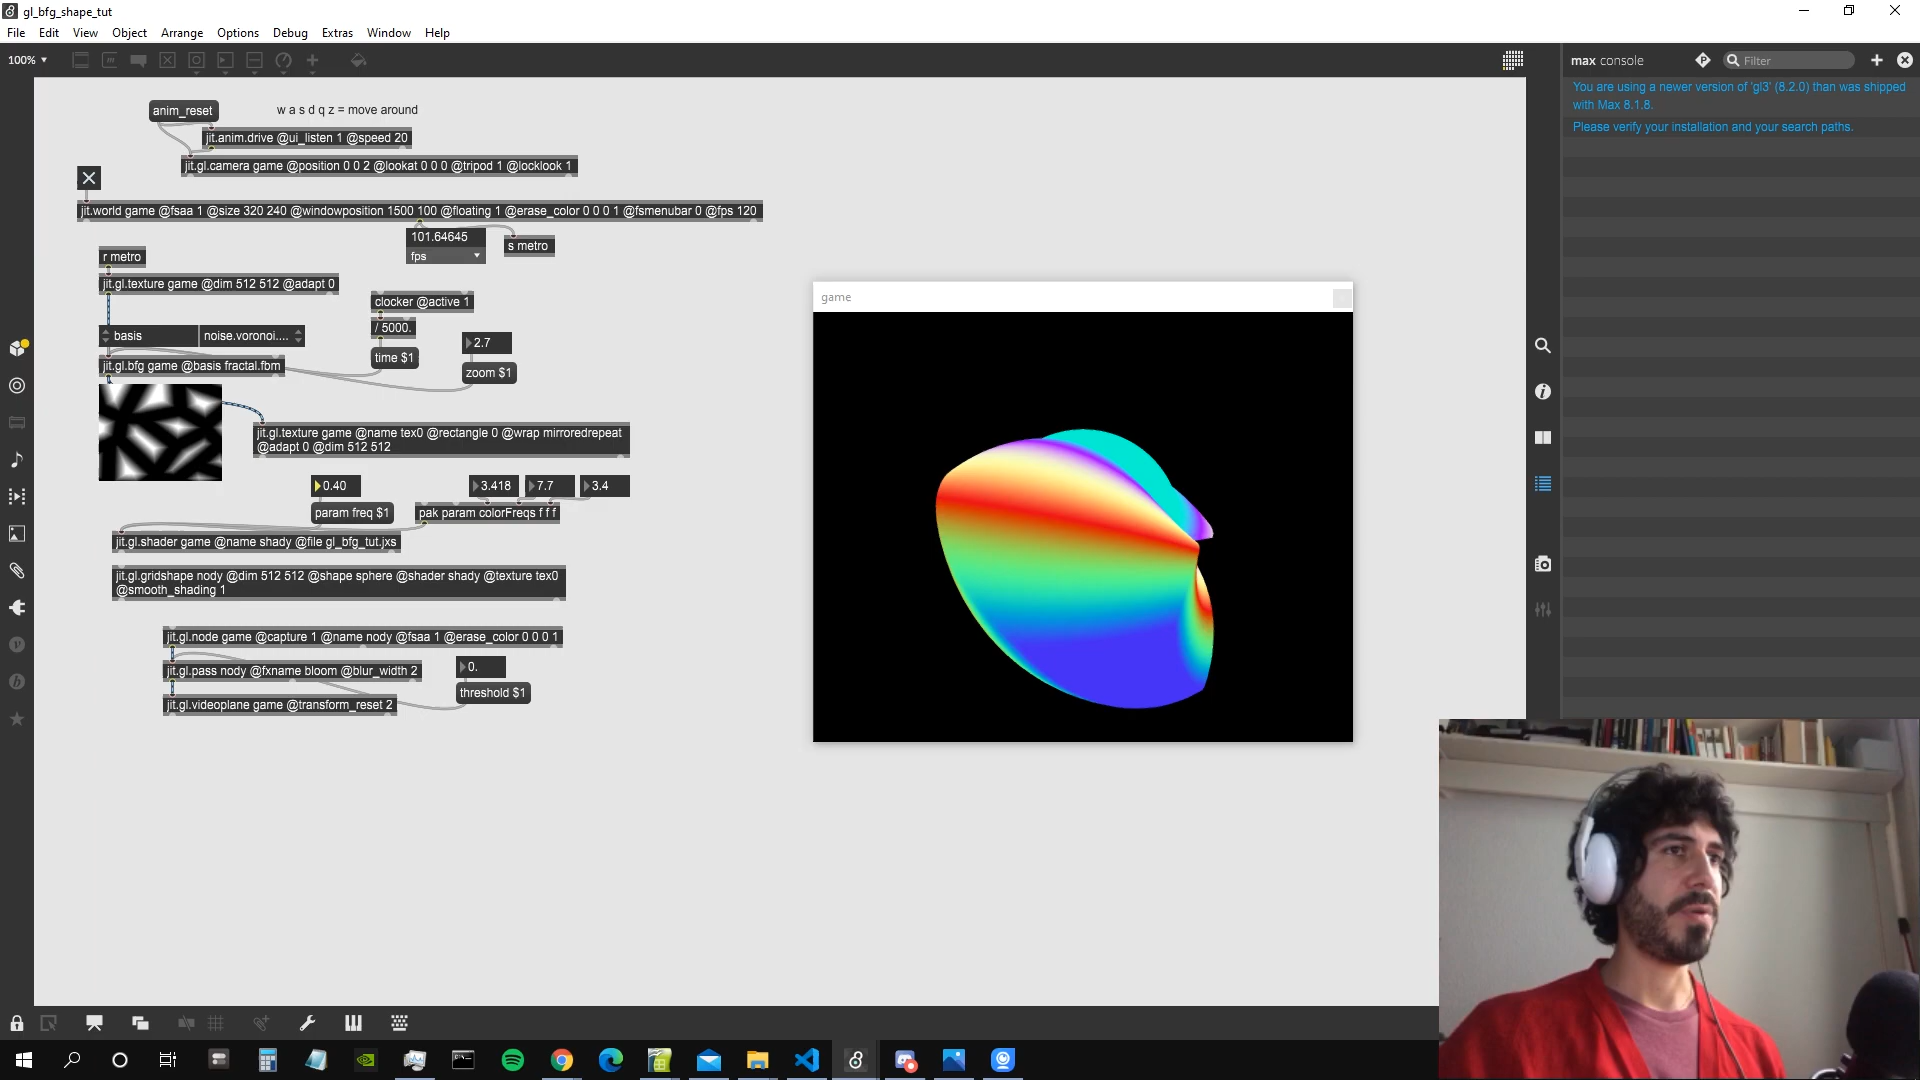 gl_bfg_shape_tut
File Edit View Object Arrange Options Debug Extras Window Help
100%
max console
Filter
You are using a newer version of 'gl3' (8.2.0) than was shipped
with Max 8.1.8.
Please verify your installation and your search paths.
anim_reset
w a s d q z = move around
jit.anim.drive @ui_listen 1 @speed 20
jit.gl.camera game @position 0 0 2 @lookat 0 0 0 @tripod 1 @locklook 1
jit.world game @fsaa 1 @size 320 240 @windowposition 1500 100 @floating 1 @erase_color 0 0 0 1 @fsmenubar 0 @fps 120
101.64645
fps
s metro
r metro
jit.gl.texture game @dim 512 512 @adapt 0
clocker @active 1
/ 5000.
basis
noise.voronoi....
time $1
2.7
zoom $1
jit.gl.bfg game @basis fractal.fbm
jit.gl.texture game @name tex0 @rectangle 0 @wrap mirroredrepeat
@adapt 0 @dim 512 512
0.40
3.418
7.7
3.4
param freq $1
pak param colorFreqs f f f
jit.gl.shader game @name shady @file gl_bfg_tut.jxs
jit.gl.gridshape nody @dim 512 512 @shape sphere @shader shady @texture tex0
@smooth_shading 1
jit.gl.node game @capture 1 @name nody @fsaa 1 @erase_color 0 0 0 1
jit.gl.pass nody @fxname bloom @blur_width 2
0.
threshold $1
jit.gl.videoplane game @transform_reset 2
game